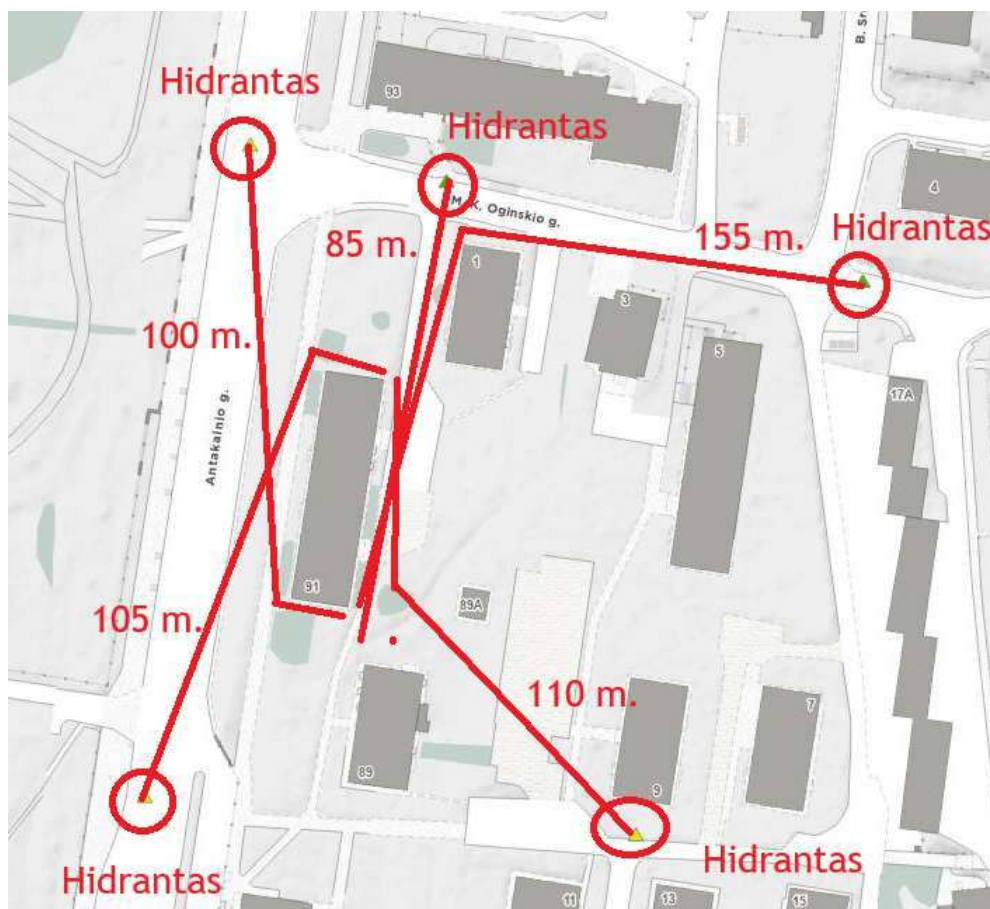 B. Sr
Hidrantas
93
Hidrantas
4
M. K. Oginskio g.
Hidrantas
85 m.
155 m.
1
3
100 m.
5
17A
Antakalnio g.
91
89A
105 m.
110 m.
7
89
9
Hidrantas
Hidrantas
11
13
15